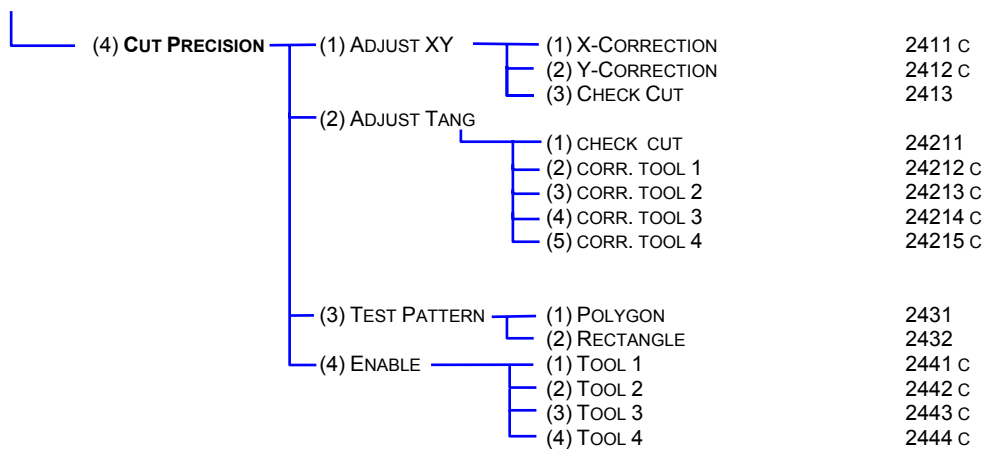 (4) CUT PRECISION (1) ADJUST XY (1) X-CORRECTION 2411 C
(2) Y-CORRECTION 2412 C
(3) CHECK CUT 2413
(2) ADJUST TANG
(1) CHECK CUT 24211
(2) CORR. TOOL 1 24212 C
(3) CORR. TOOL 2 24213 C
(4) CORR. TOOL 3 24214 C
(5) CORR. TOOL 4 24215 C
(3) TEST PATTERN (1) POLYGON 2431
(2) RECTANGLE 2432
(4) ENABLE (1) TOOL 1 2441 C
(2) TOOL 2 2442 C
(3) TOOL 3 2443 C
(4) TOOL 4 2444 C